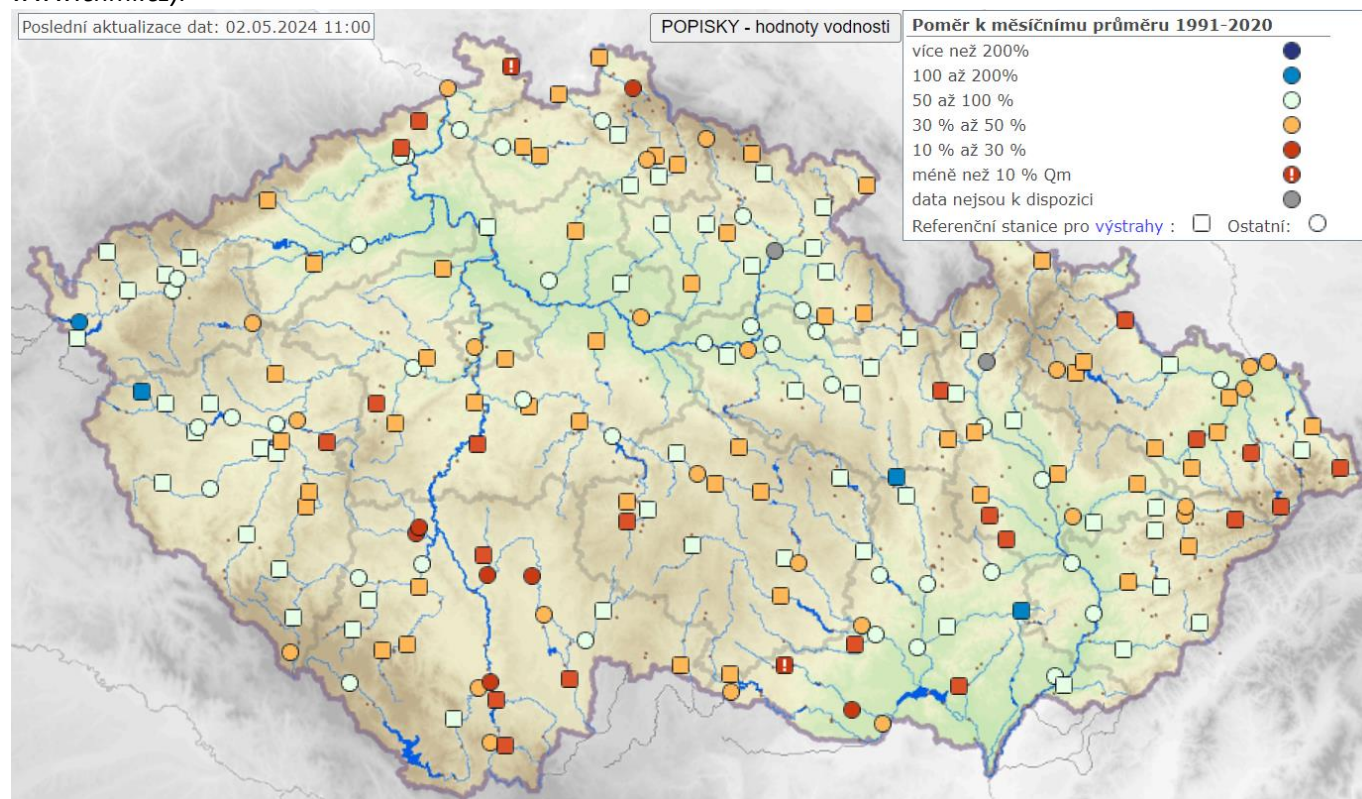 Poslední aktualizace dat: 02.05.2024 11:00
POPISKY - hodnoty vodnosti
Poměr k měsíčnímu průměru 1991-2020
více než 200%
100 až 200%
50 až 100 %
30 % až 50 %
10 % až 30 %
méně než 10 % Qm
data nejsou k dispozici
Referenční stanice pro výstrahy : Ostatní: